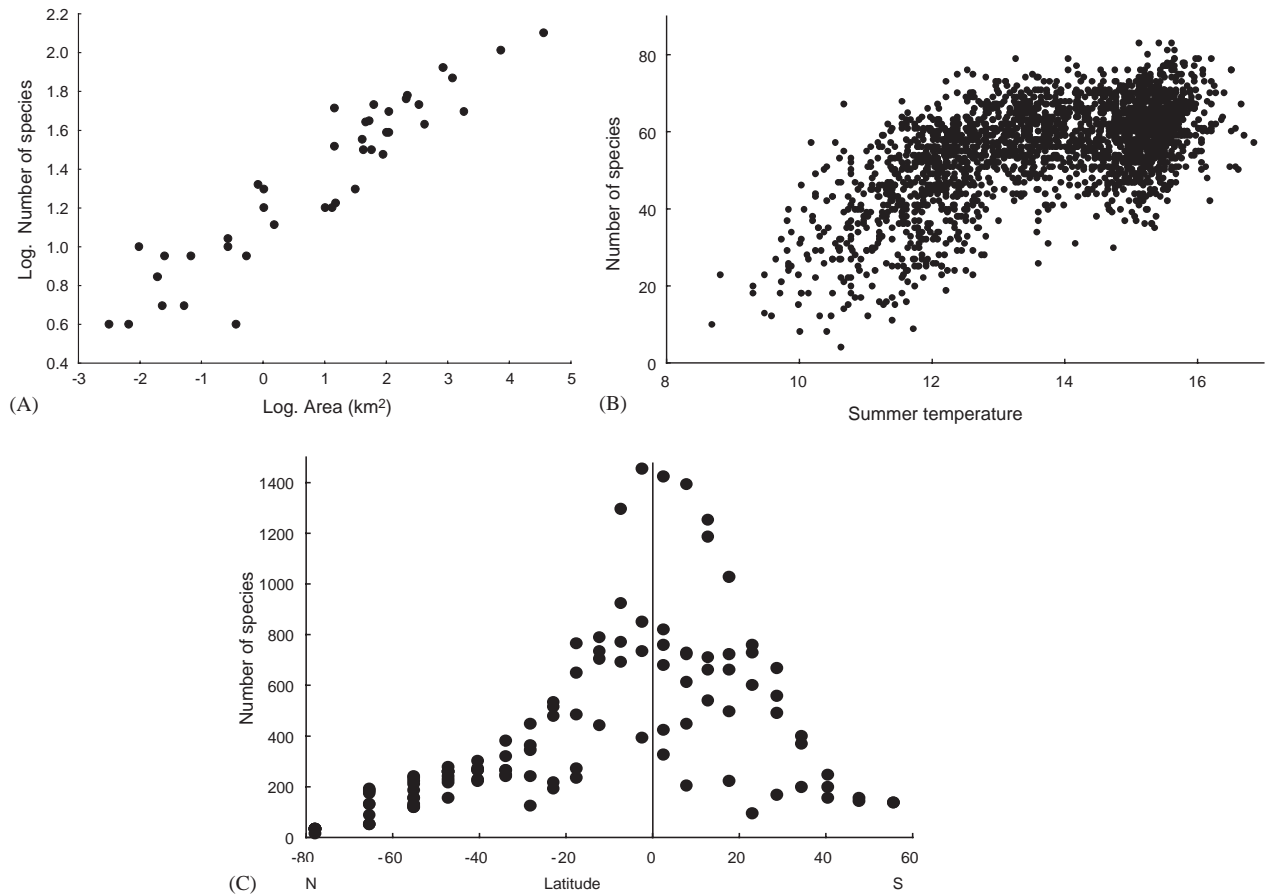 2.2
2.0
1.8
1.6
1.4
1.2
1.0
0.8
0.6
0.4
Log. Number of species
-3 -2 -1 0 1 2 3 4 5
Log. Area (km²)
(A)
80
60
40
20
0
Number of species
8 10 12 14 16
Summer temperature
(B)
1400
1200
1000
800
600
400
200
0
Number of species
-80 -60 -40 -20 0 20 40 60
N Latitude S
(C)